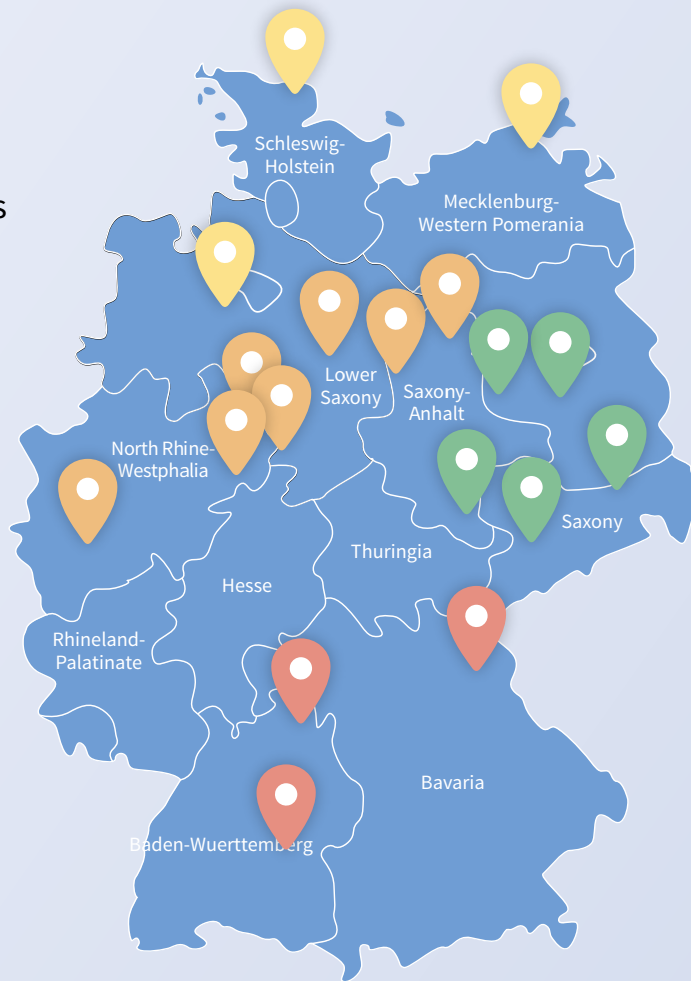 Schleswig-
Holstein
s
Mecklenburg-
Western Pomerania
Lower
Saxony
Saxony-
Anhalt
North Rhine-
Westphalia
Saxony
Thuringia
Hesse
Rhineland-
Palatinate
Bavaria
Baden-Wuerttemberg